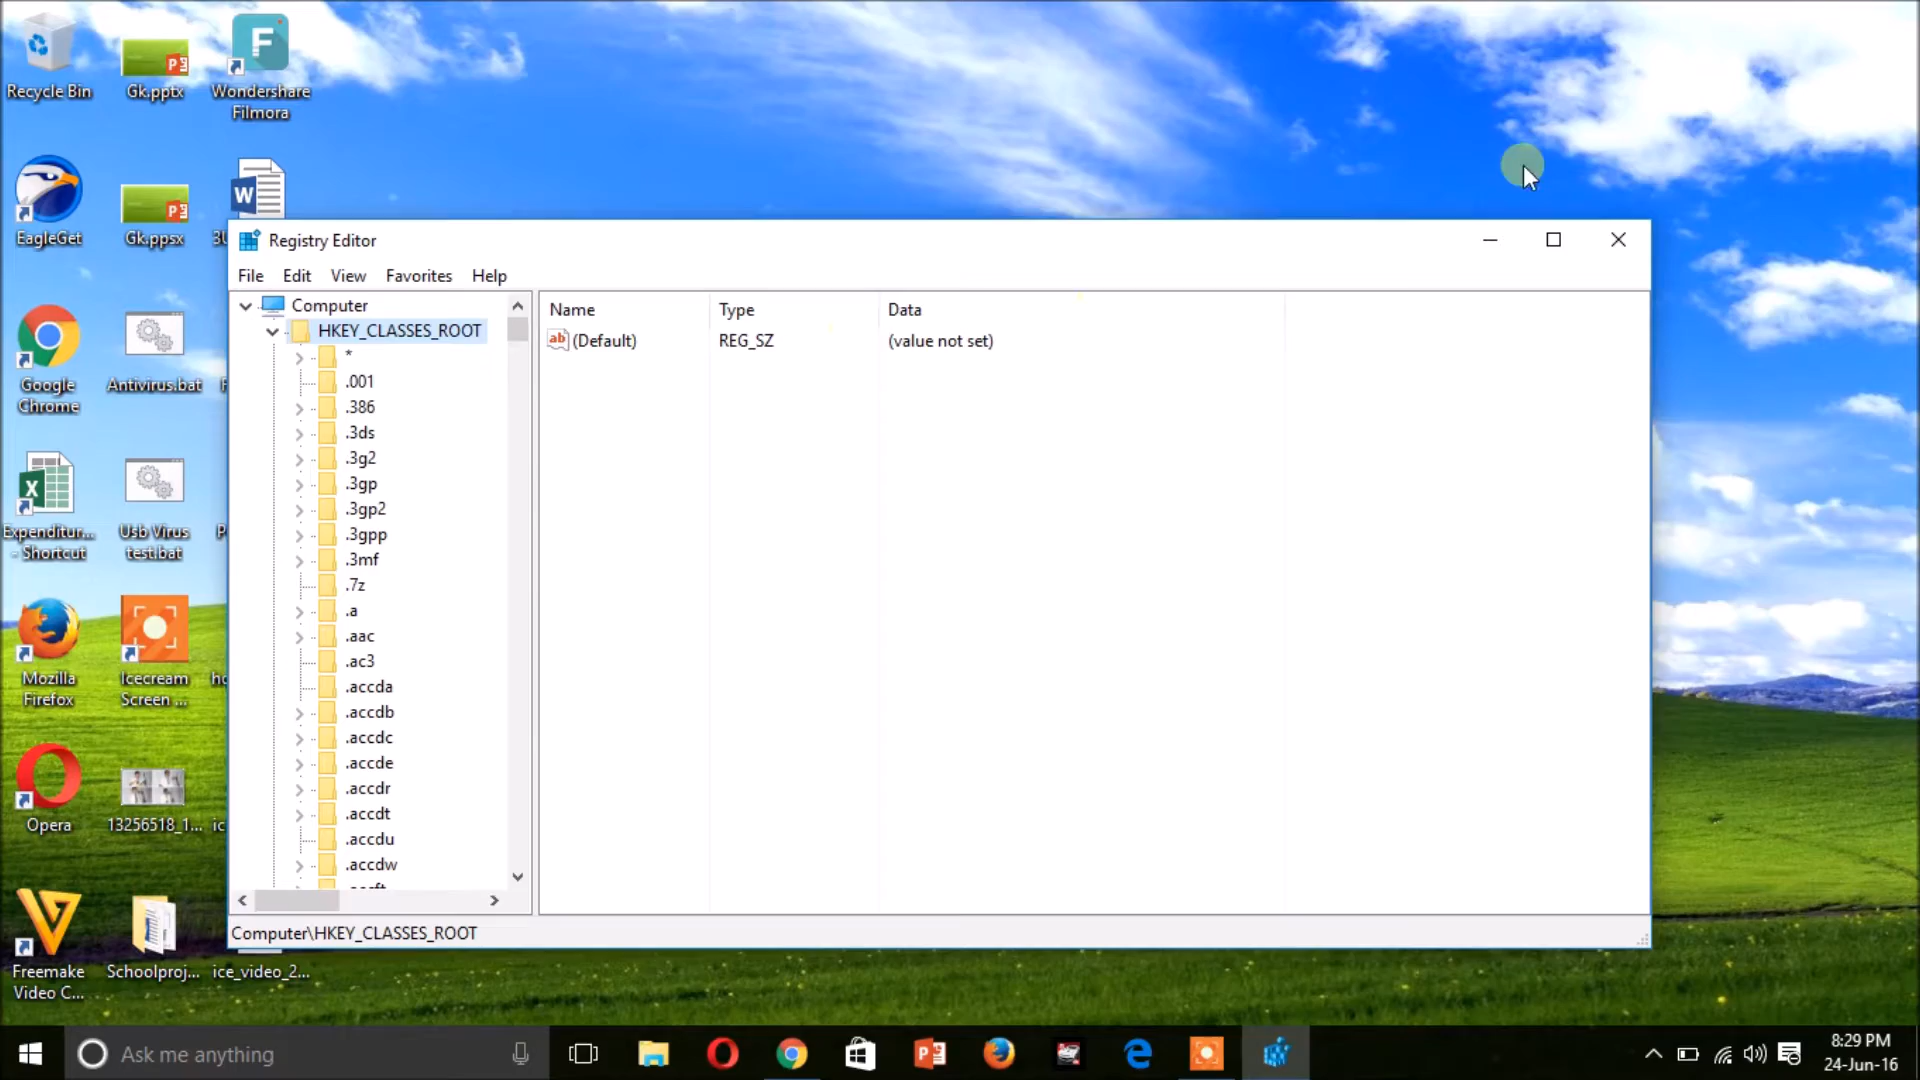 Recycle Bin
Gk.pptx
Wondershare
Filmora
EagleGet
Gk.ppsx
Google
Chrome
Antivirus.bat
Expenditur...
- Shortcut
Usb Virus
test.bat
Mozilla
Firefox
Icecream
Screen ...
Opera
13256518_1...
Freemake
Video C...
Schoolproj...
ice_video_2...
Registry Editor
File Edit View Favorites Help
Computer
HKEY_CLASSES_ROOT
*
.001
.386
.3ds
.3g2
.3gp
.3gp2
.3gpp
.3mf
.7z
.a
.aac
.ac3
.accda
.accdb
.accdc
.accde
.accdr
.accdt
.accdu
.accdw
Name Type Data
ab (Default) REG_SZ (value not set)
Computer\HKEY_CLASSES_ROOT
Ask me anything
8:29 PM
24-Jun-16